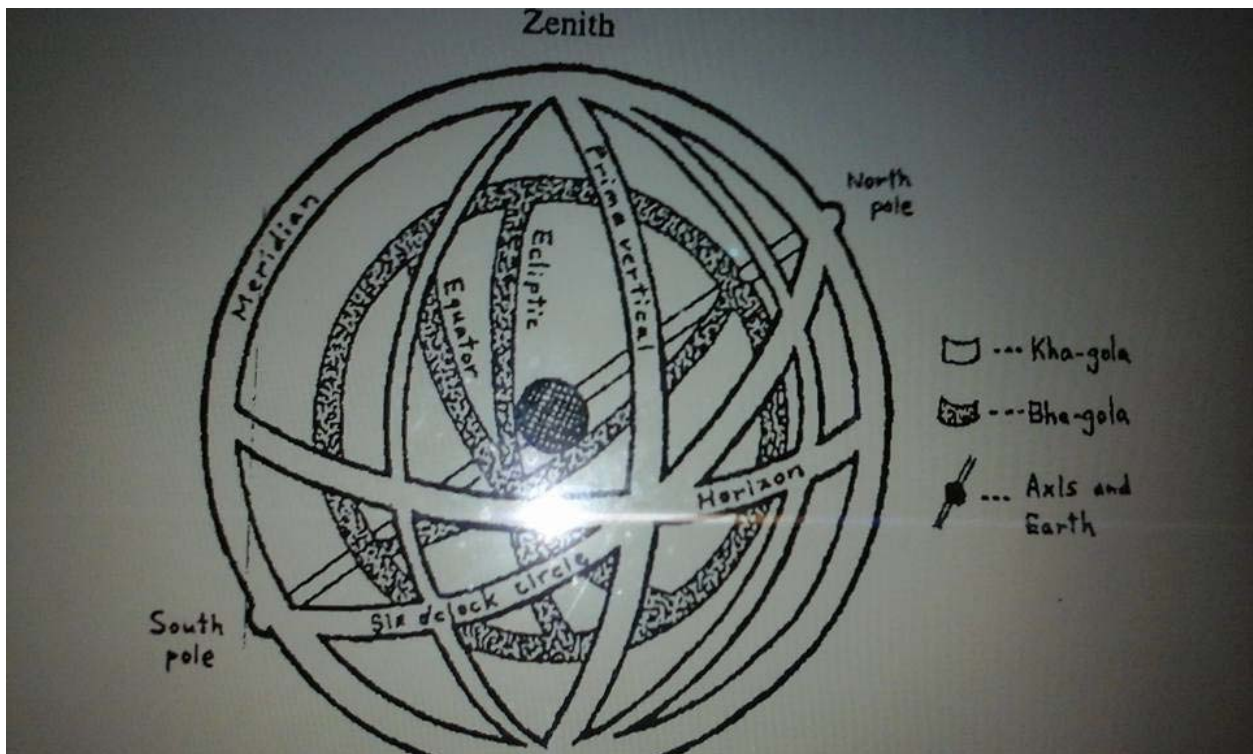 Zenith
North
pole
Meridian
Prima vertical
Ecliptic
Equator
Kha-gola
Bha-gola
Horizon
Axls and
Earth
Six o'clock circle
South
pole